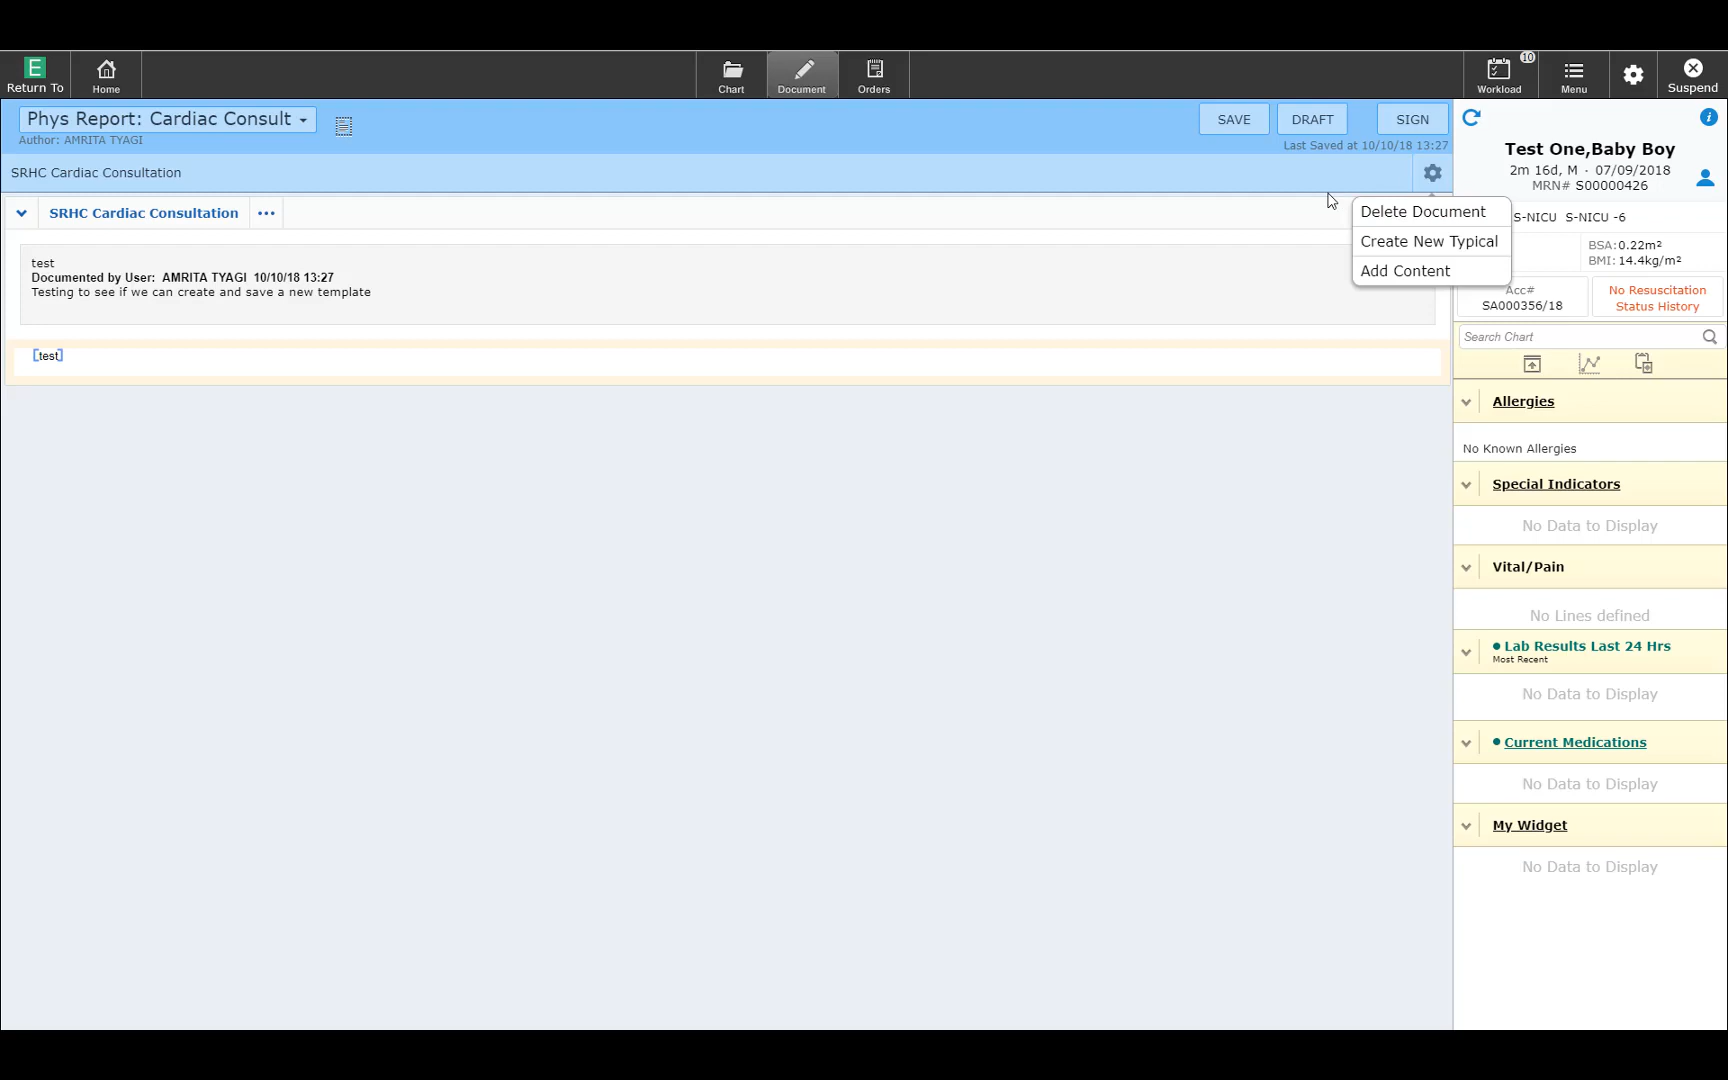 E
Return To
Home
Chart
Document
Orders
10
Workload
Menu
Suspend
Phys Report: Cardiac Consult
Author: AMRITA TYAGI
SAVE
DRAFT
SIGN
Last Saved at 10/10/18 13:27
SRHC Cardiac Consultation
SRHC Cardiac Consultation
test
Documented by User: AMRITA TYAGI 10/10/18 13:27
Testing to see if we can create and save a new template
[test]
Delete Document
Create New Typical
Add Content
i
Test One,Baby Boy
2m 16d, M · 07/09/2018
MRN# S00000426
S-NICU S-NICU -6
BSA:0.22m²
BMI:14.4kg/m²
Acc#
SA000356/18
No Resuscitation
Status History
Search Chart
Allergies
No Known Allergies
Special Indicators
No Data to Display
Vital/Pain
No Lines defined
Lab Results Last 24 Hrs
Most Recent
No Data to Display
Current Medications
No Data to Display
My Widget
No Data to Display